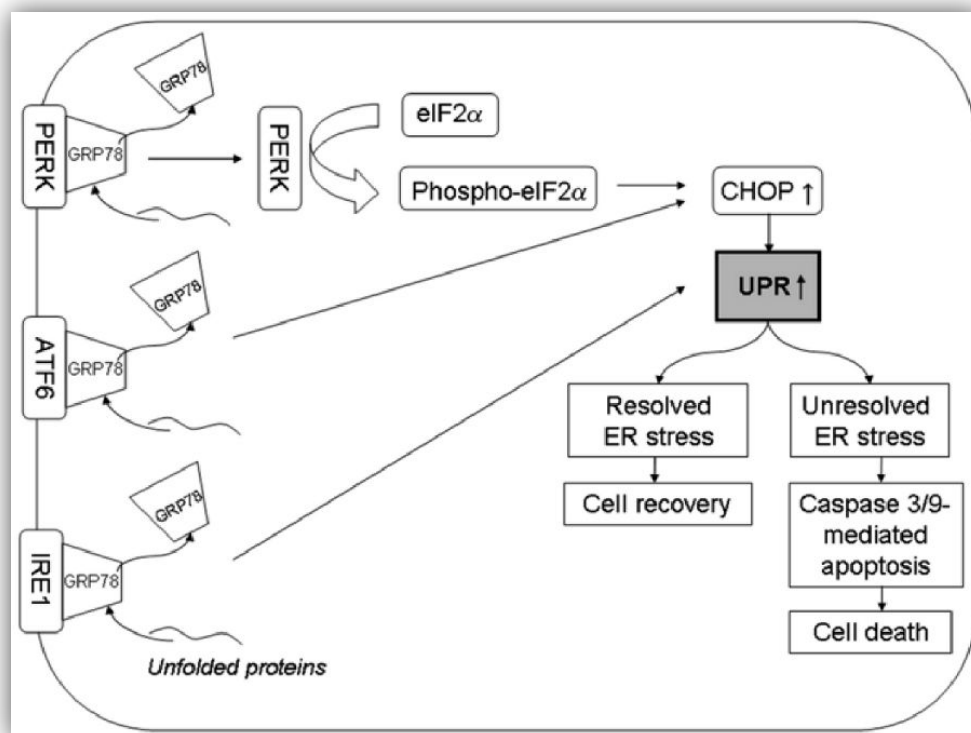 GRP78
PERK
GRP78
PERK
eIF2α
Phospho-eIF2α
CHOP ↑
UPR ↑
GRP78
ATF6
GRP78
GRP78
IRE1
GRP78
Unfolded proteins
Resolved
ER stress
Cell recovery
Unresolved
ER stress
Caspase 3/9-
mediated
apoptosis
Cell death